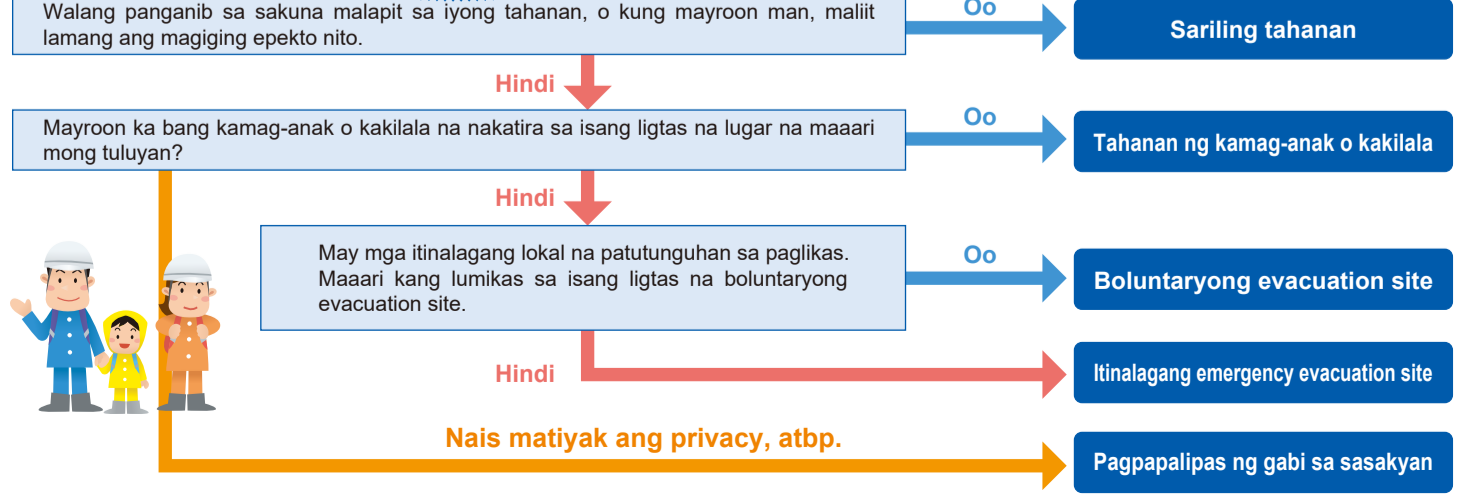 Walang panganib sa sakuna malapit sa iyong tahanan, o kung mayroon man, maliit
lamang ang magiging epekto nito.
Oo
Sariling tahanan
Hindi
Mayroon ka bang kamag-anak o kakilala na nakatira sa isang ligtas na lugar na maaari
mong tuluyan?
Oo
Tahanan ng kamag-anak o kakilala
Hindi
May mga itinalagang lokal na patutunguhan sa paglikas.
Maaari kang lumikas sa isang ligtas na boluntaryong
evacuation site.
Oo
Boluntaryong evacuation site
Hindi
Itinalagang emergency evacuation site
Nais matiyak ang privacy, atbp.
Pagpapalipas ng gabi sa sasakyan